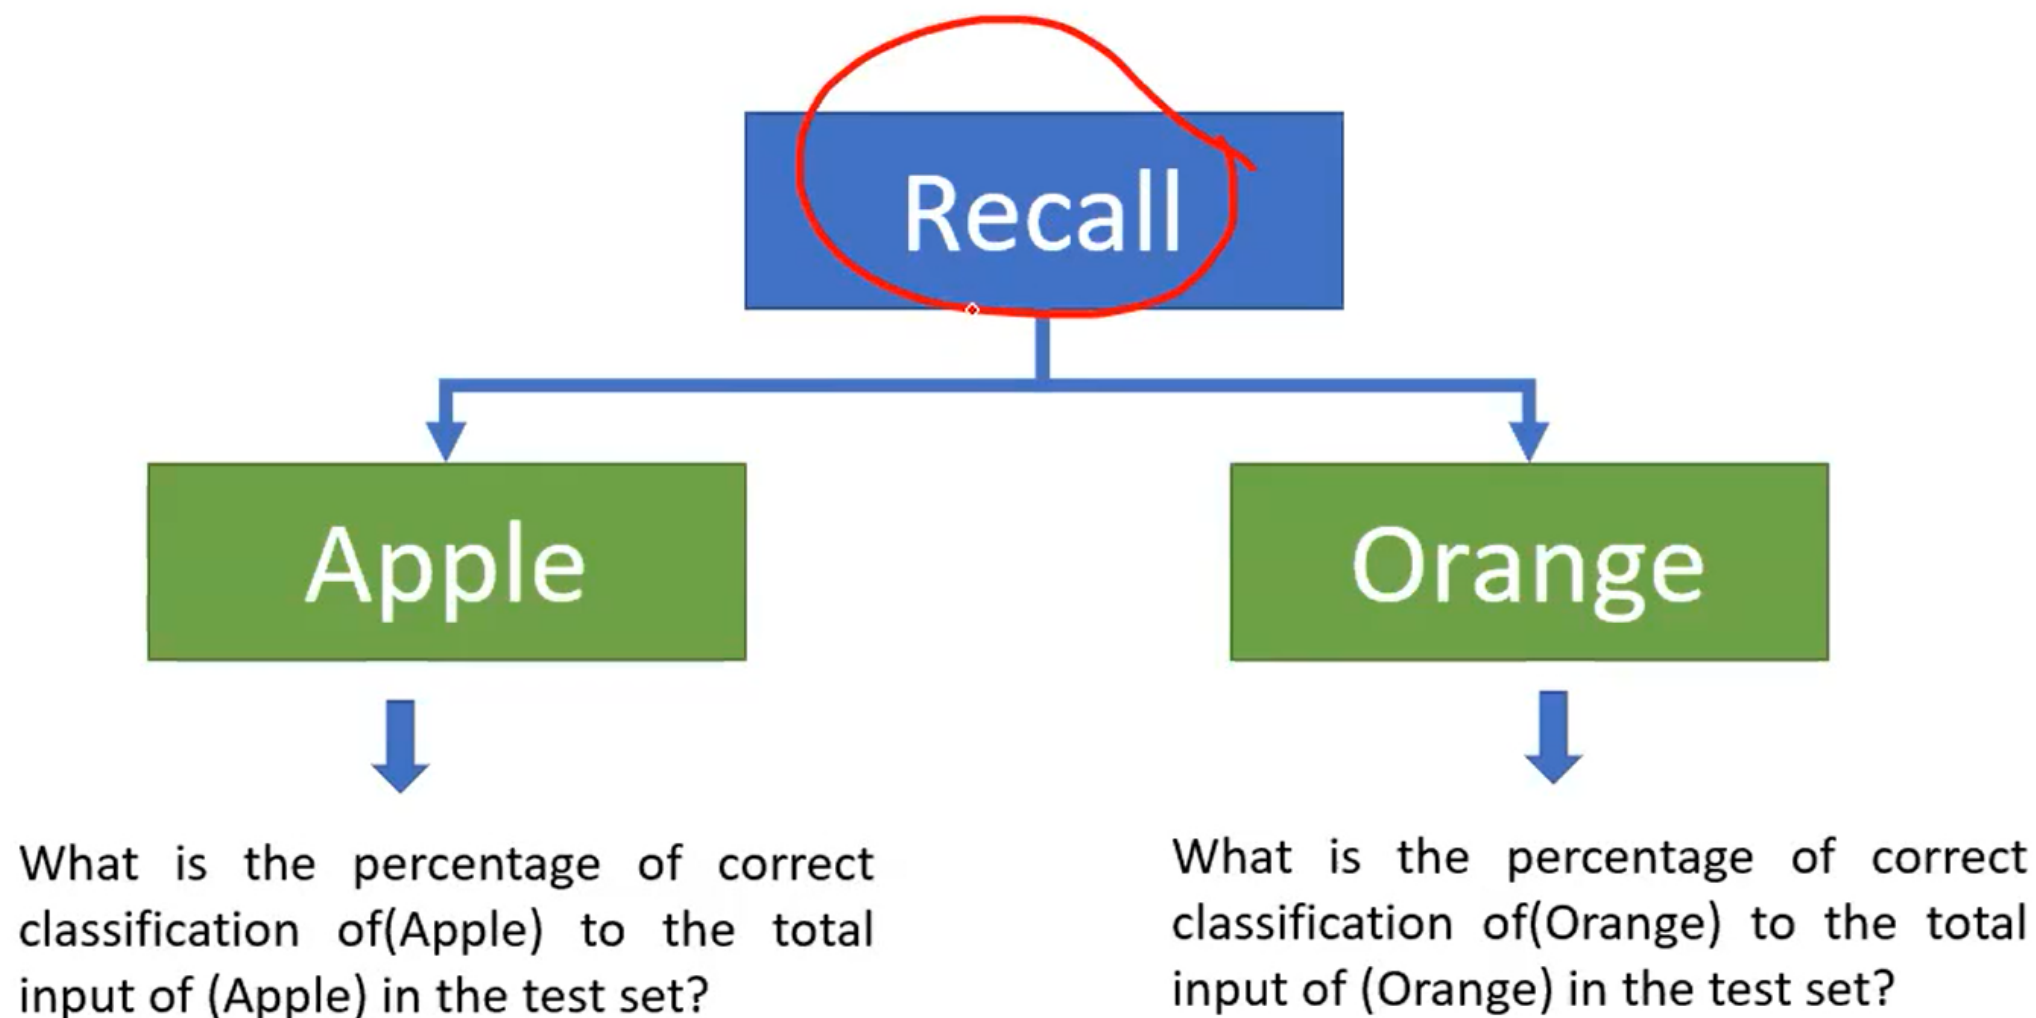 Recall
Apple
Orange
What is the percentage of correct
classification of(Apple) to the total
input of (Apple) in the test set?
What is the percentage of correct
classification of(Orange) to the total
input of (Orange) in the test set?